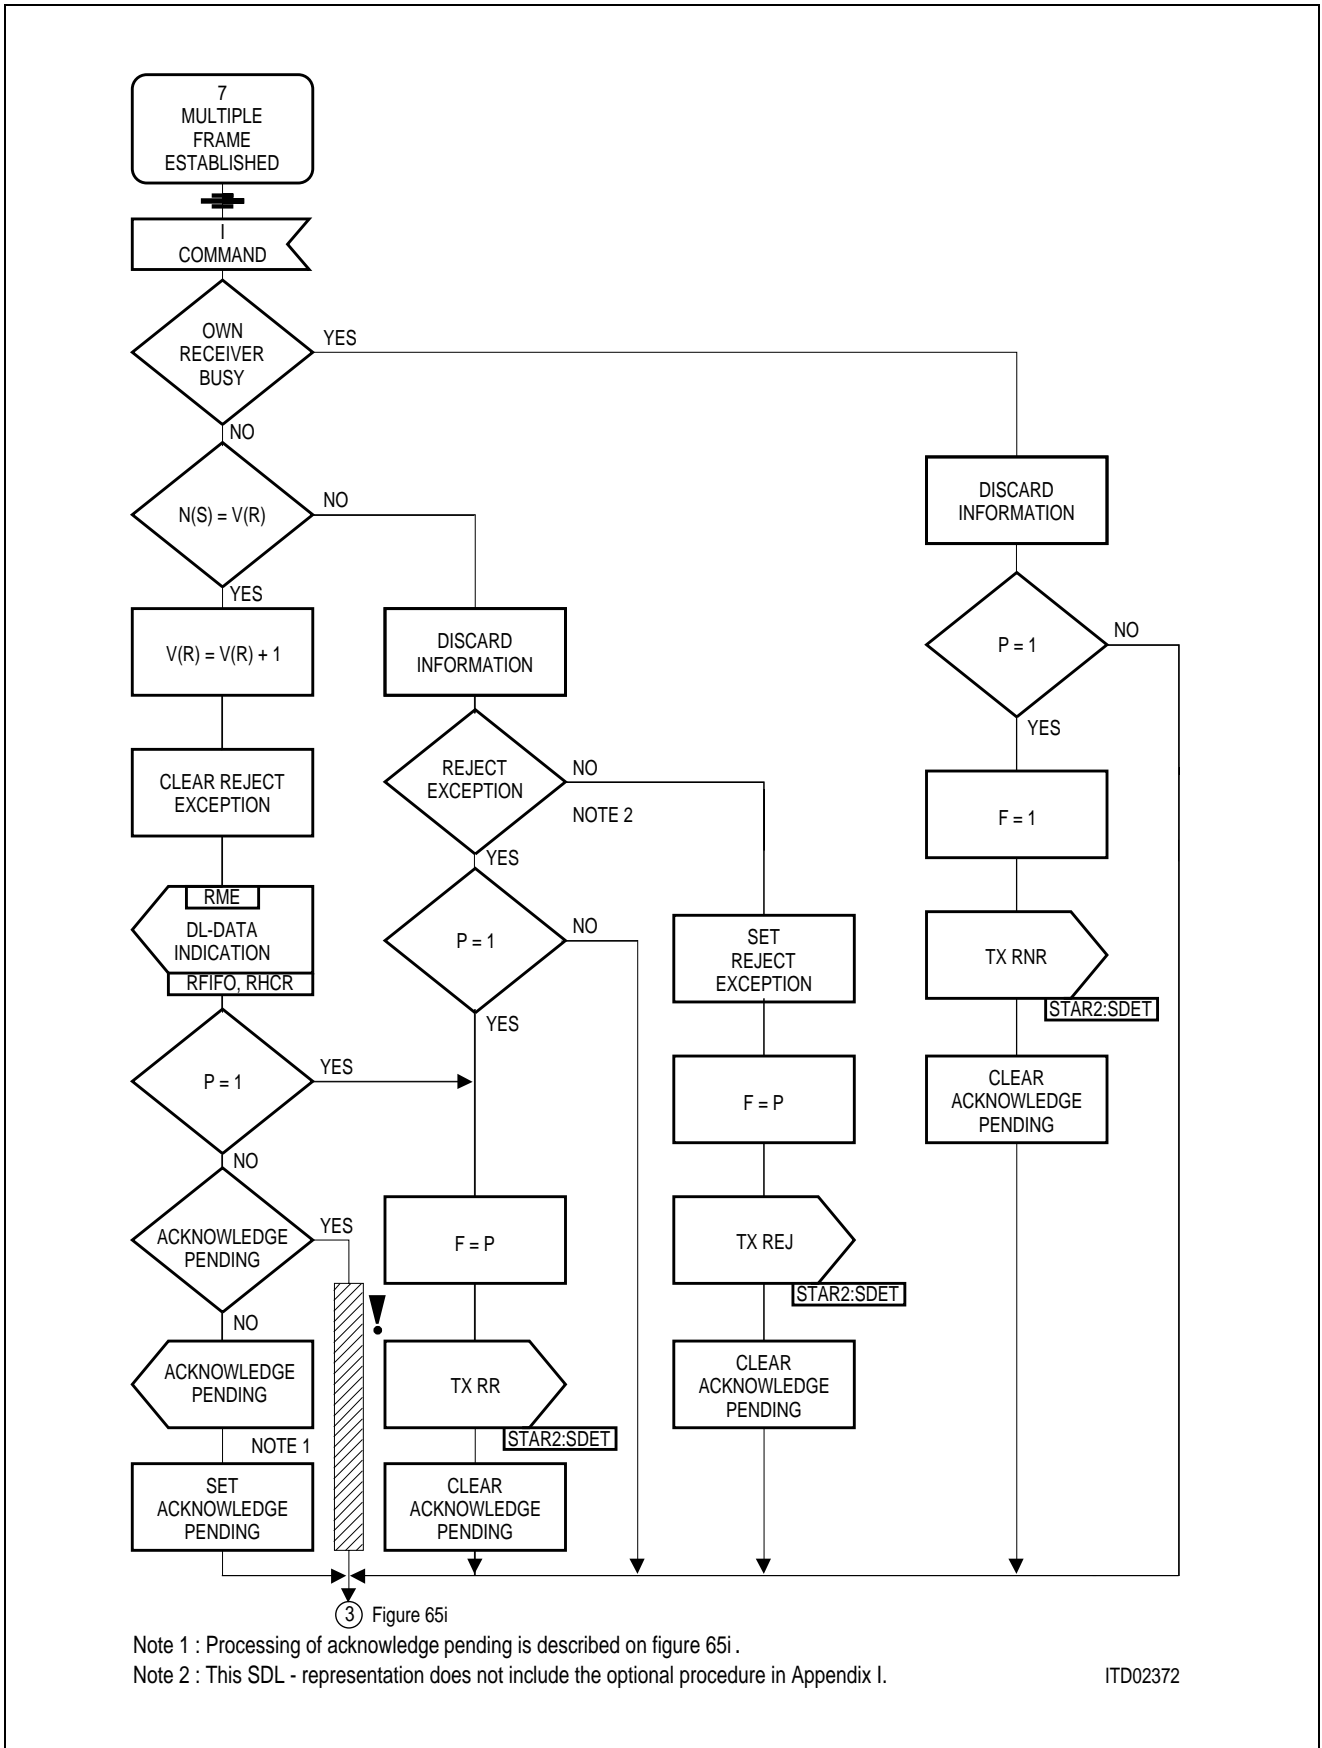 7
MULTIPLE
FRAME
ESTABLISHED
I
COMMAND
OWN
RECEIVER
BUSY
YES
NO
N(S) = V(R)
NO
YES
DISCARD
INFORMATION
P = 1
NO
YES
V(R) = V(R) + 1
DISCARD
INFORMATION
CLEAR REJECT
EXCEPTION
REJECT
EXCEPTION
NO
NOTE 2
YES
F = 1
RME
DL-DATA
INDICATION
RFIFO, RHCR
P = 1
NO
YES
SET
REJECT
EXCEPTION
TX RNR
STAR2:SDET
P = 1
YES
NO
F = P
CLEAR
ACKNOWLEDGE
PENDING
ACKNOWLEDGE
PENDING
YES
NO
F = P
TX REJ
STAR2:SDET
!
ACKNOWLEDGE
PENDING
NOTE 1
TX RR
STAR2:SDET
CLEAR
ACKNOWLEDGE
PENDING
SET
ACKNOWLEDGE
PENDING
CLEAR
ACKNOWLEDGE
PENDING
3 Figure 65i
Note 1 : Processing of acknowledge pending is described on figure 65i .
Note 2 : This SDL - representation does not include the optional procedure in Appendix I.
ITD02372